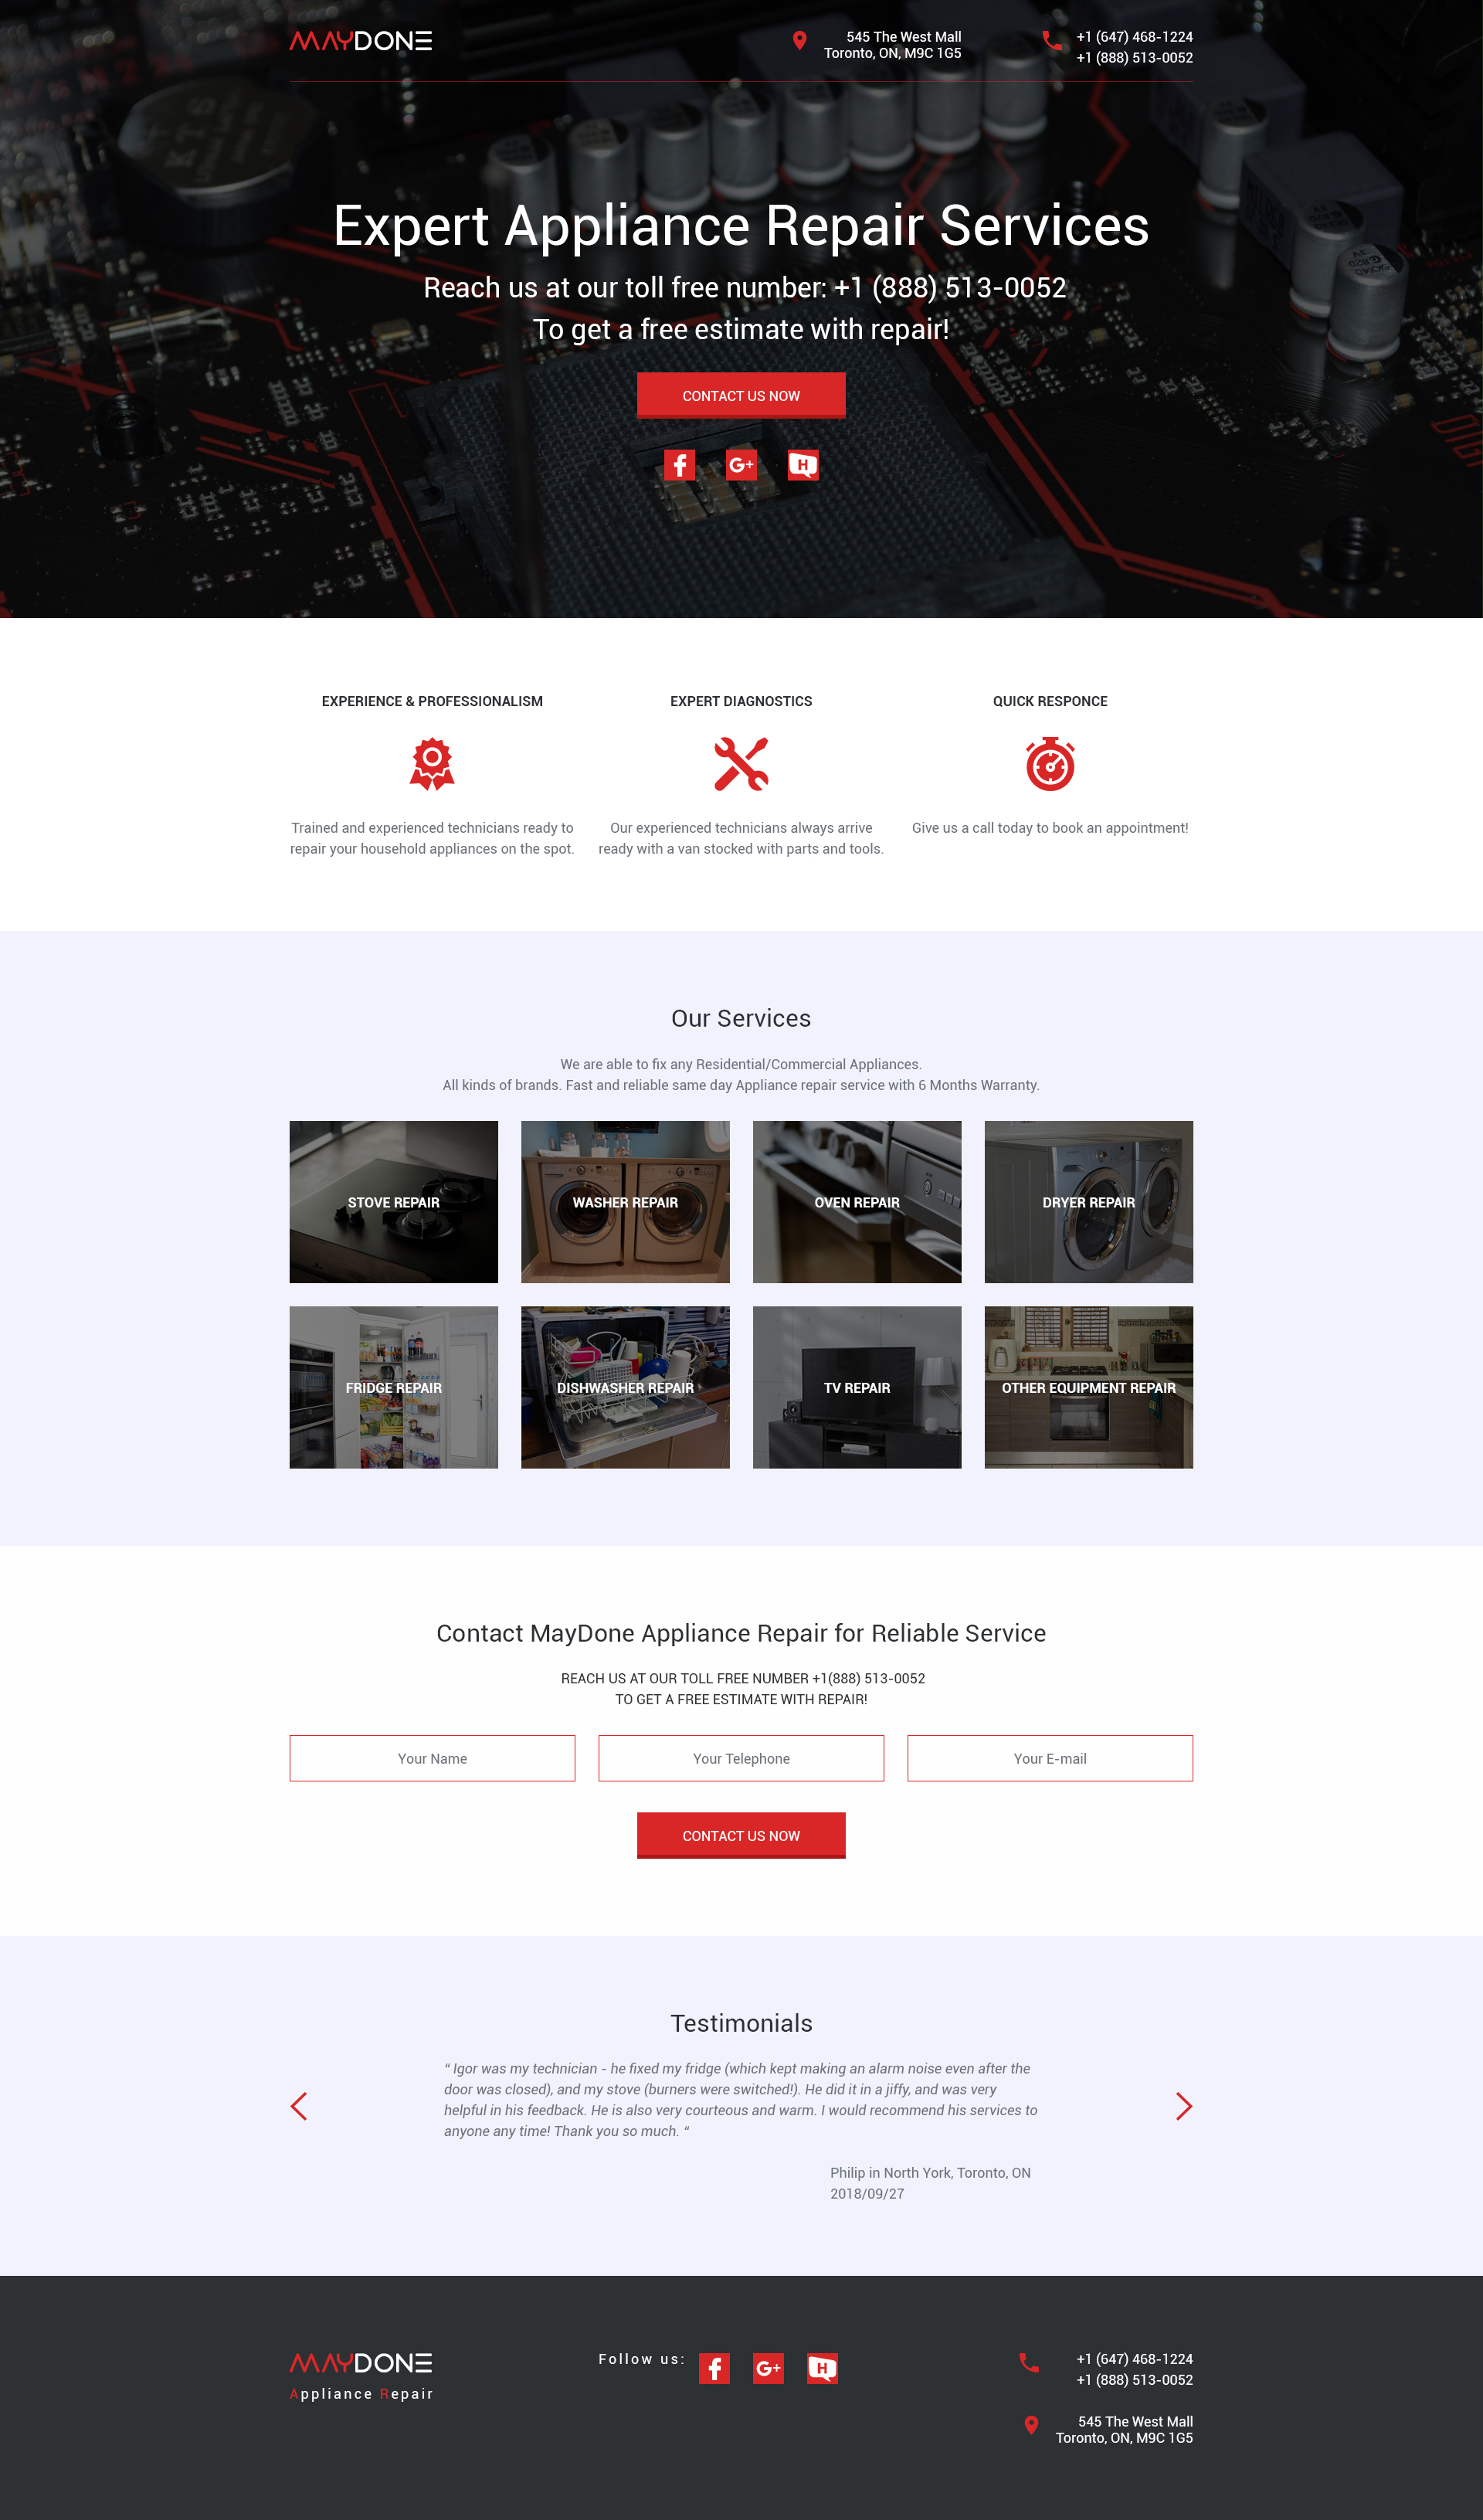 MAYDONE
545 The West Mall
Toronto, ON, M9C 1G5
+1 (647) 468-1224
+1 (888) 513-0052
Expert Appliance Repair Services
Reach us at our toll free number: +1 (888) 513-0052
To get a free estimate with repair!
CONTACT US NOW
f G+ H
EXPERIENCE & PROFESSIONALISM
Trained and experienced technicians ready to
repair your household appliances on the spot.
EXPERT DIAGNOSTICS
Our experienced technicians always arrive
ready with a van stocked with parts and tools.
QUICK RESPONCE
Give us a call today to book an appointment!
Our Services
We are able to fix any Residential/Commercial Appliances.
All kinds of brands. Fast and reliable same day Appliance repair service with 6 Months Warranty.
STOVE REPAIR
WASHER REPAIR
OVEN REPAIR
DRYER REPAIR
FRIDGE REPAIR
DISHWASHER REPAIR
TV REPAIR
OTHER EQUIPMENT REPAIR
Contact MayDone Appliance Repair for Reliable Service
REACH US AT OUR TOLL FREE NUMBER +1(888) 513-0052
TO GET A FREE ESTIMATE WITH REPAIR!
Your Name
Your Telephone
Your E-mail
CONTACT US NOW
Testimonials
“ Igor was my technician - he fixed my fridge (which kept making an alarm noise even after the
door was closed), and my stove (burners were switched!). He did it in a jiffy, and was very
helpful in his feedback. He is also very courteous and warm. I would recommend his services to
anyone any time! Thank you so much. “
Philip in North York, Toronto, ON
2018/09/27
MAYDONE
Appliance Repair
Follow us:
f G+ H
+1 (647) 468-1224
+1 (888) 513-0052
545 The West Mall
Toronto, ON, M9C 1G5